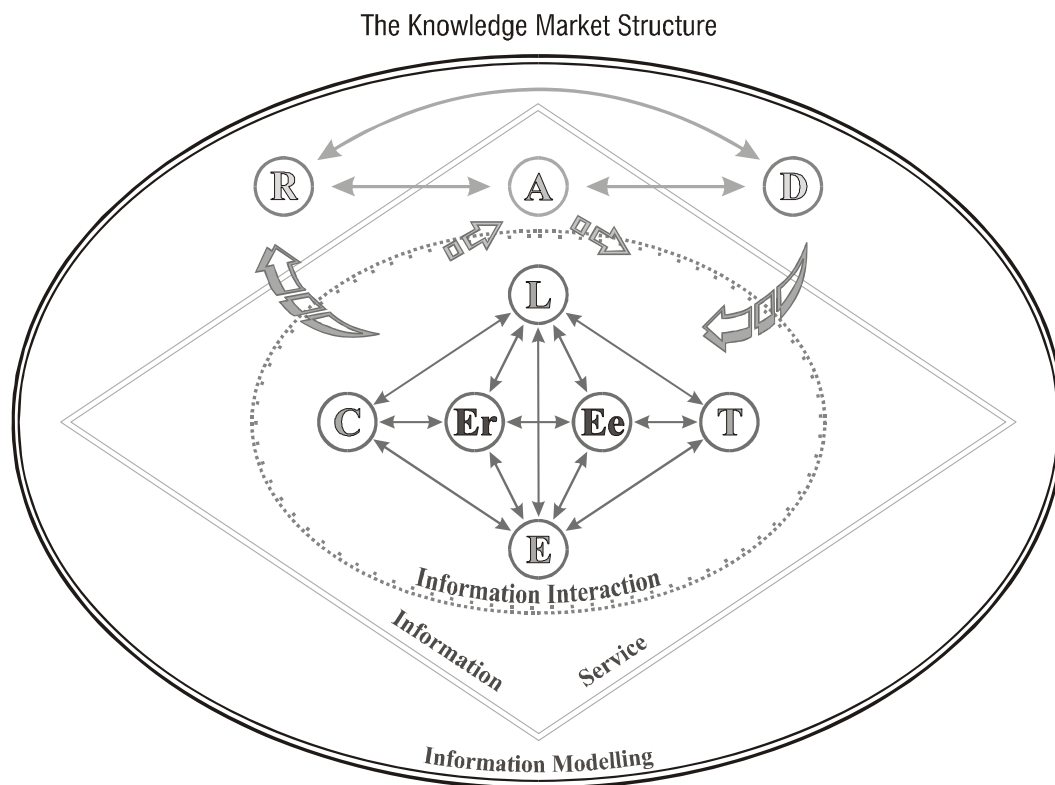 The Knowledge Market Structure
R A D
L
C Er Ee T
E
Information Interaction
Information Service
Information Modelling